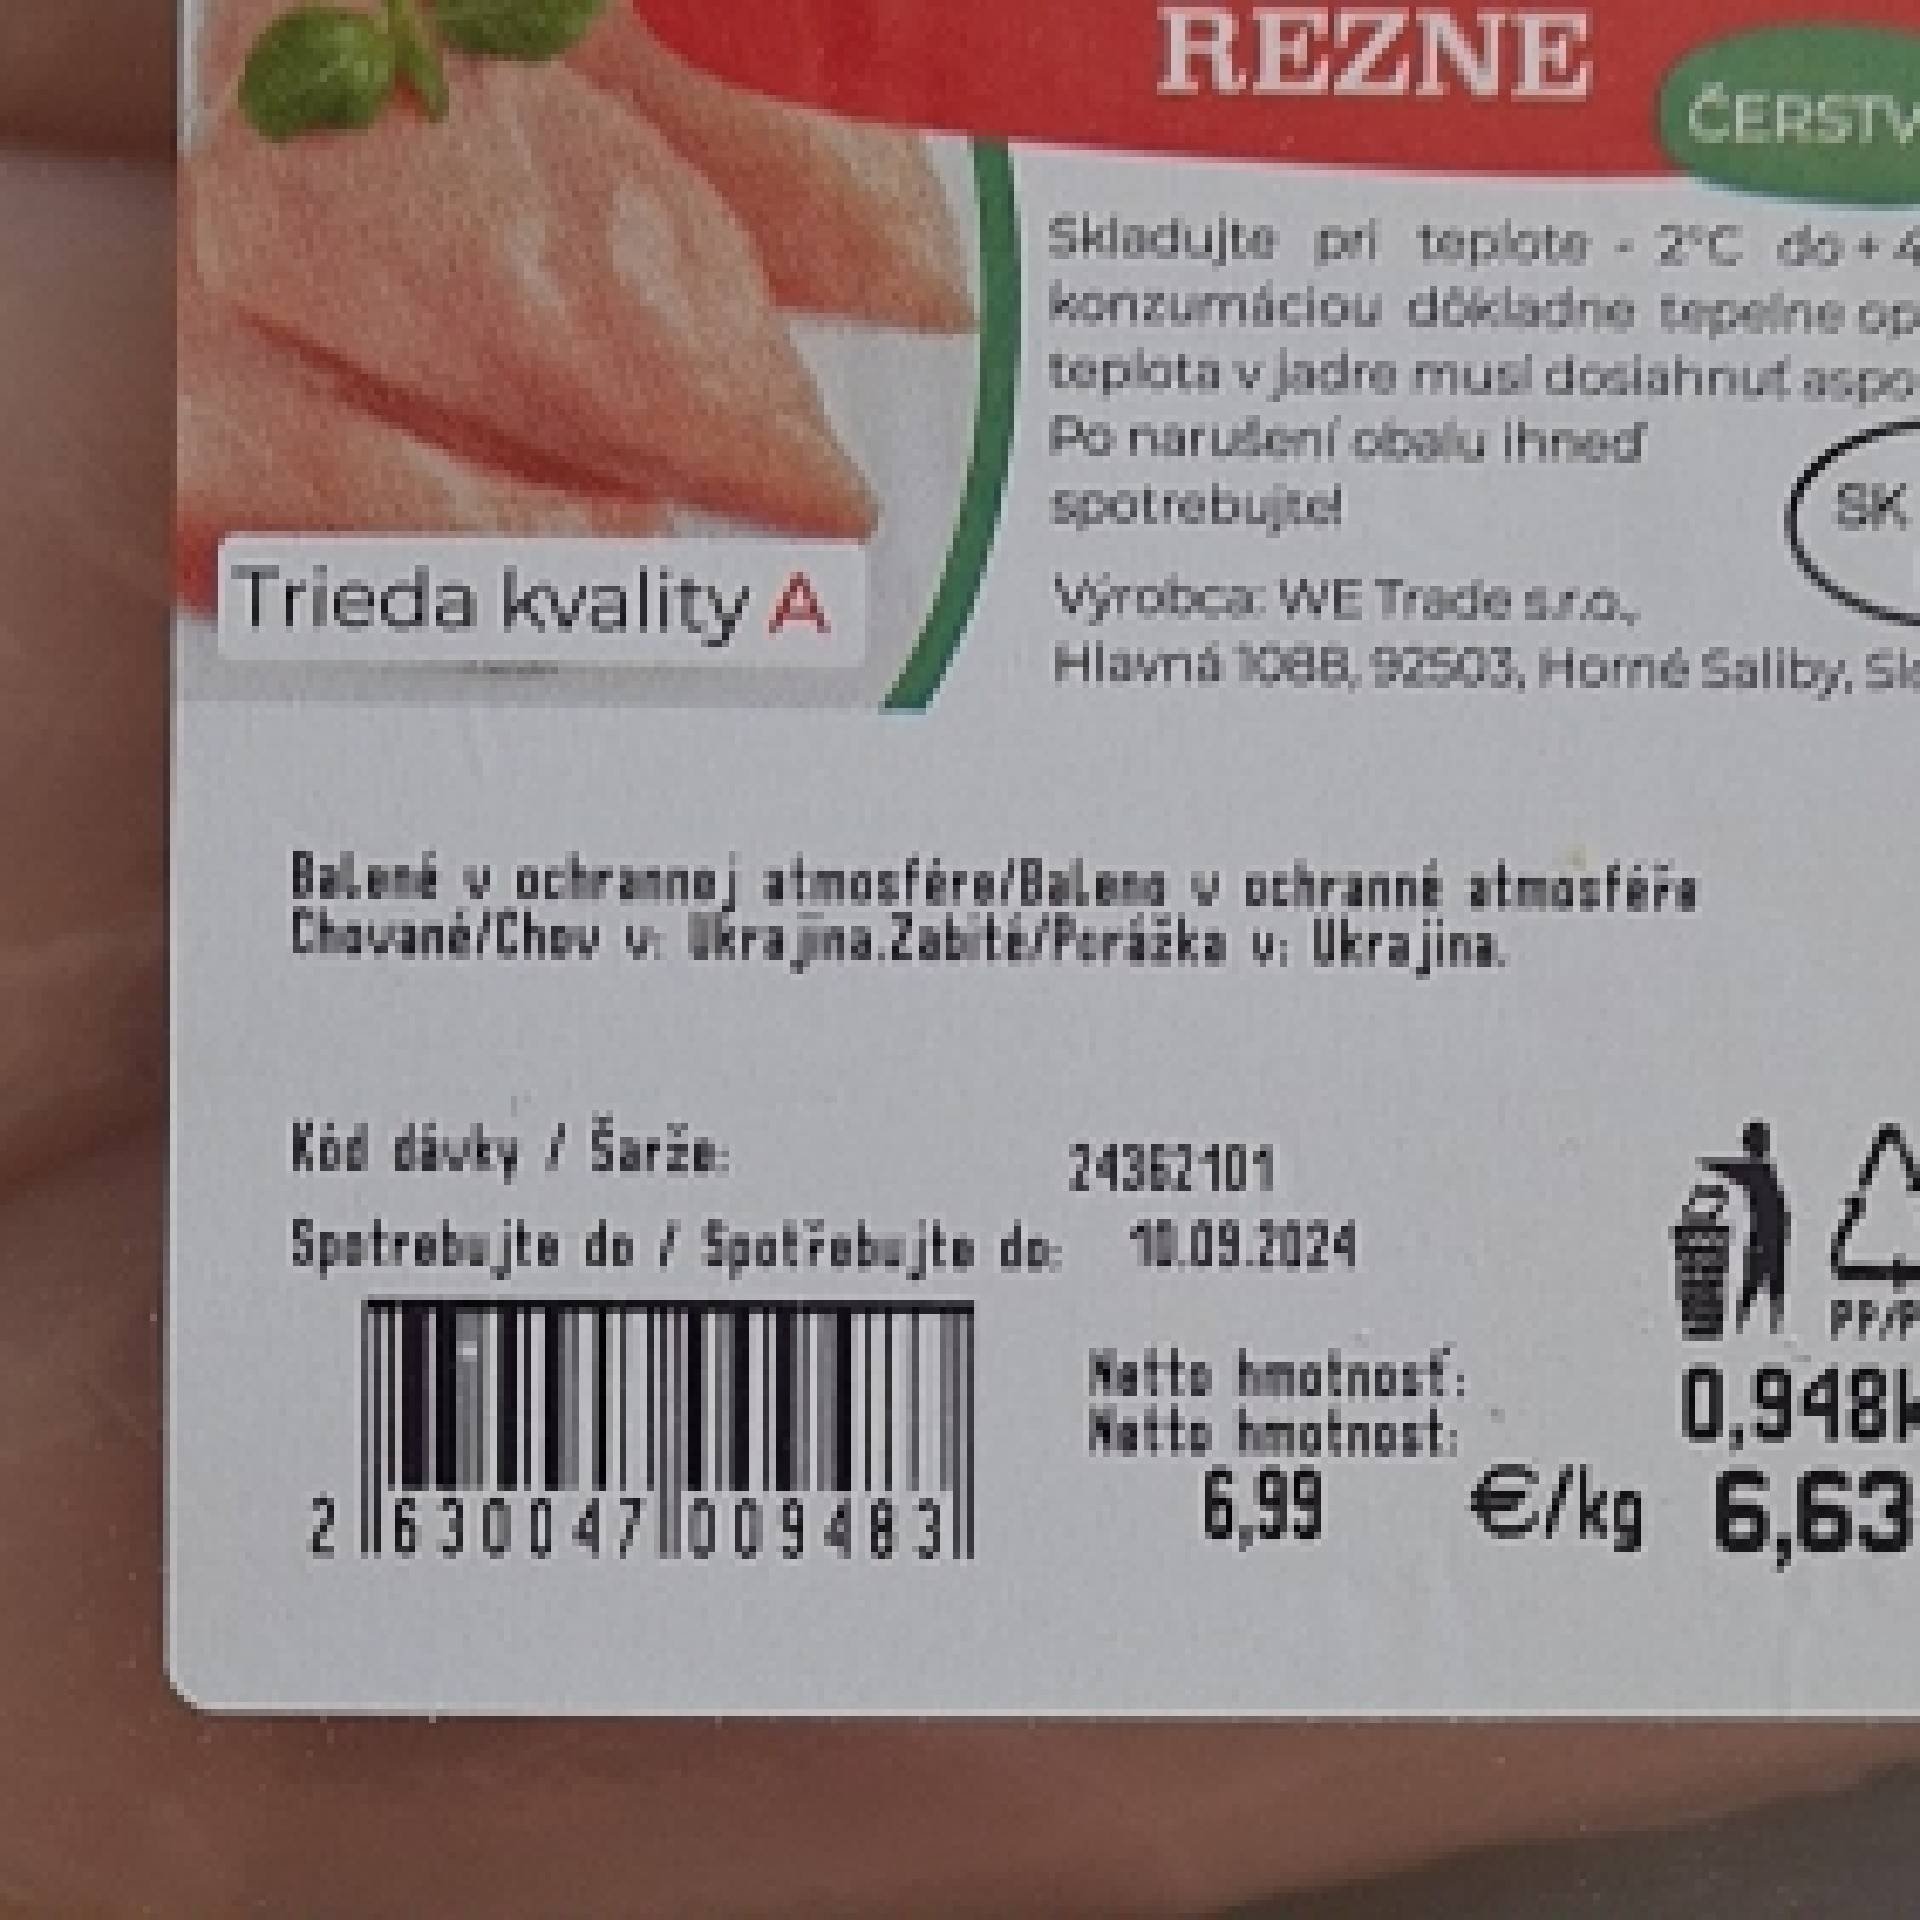 REZNE
ČERSTV
Skladujte pri teplote - 2°C do + 4
konzumáciou dôkladne tepelne op
teplota v jadre musí dosiahnuť aspo
Po narušení obalu ihneď
spotrebujte!
SK
Trieda kvality A
Výrobca: WE Trade s.r.o.,
Hlavná 1088, 92503, Horné Saliby, Slo
Balené v ochrannej atmosfére/Baleno v ochranné atmosféře
Chované/Chov v: Ukrajina.Zabité/Porážka v: Ukrajina.
Kód dávky / Šarže: 24362101
Spotrebujte do / Spotřebujte do: 10.09.2024
PP/P
Netto hmotnosť: 0,948k
Netto hmotnost:
6,99 €/kg 6,63
2 630047 009483